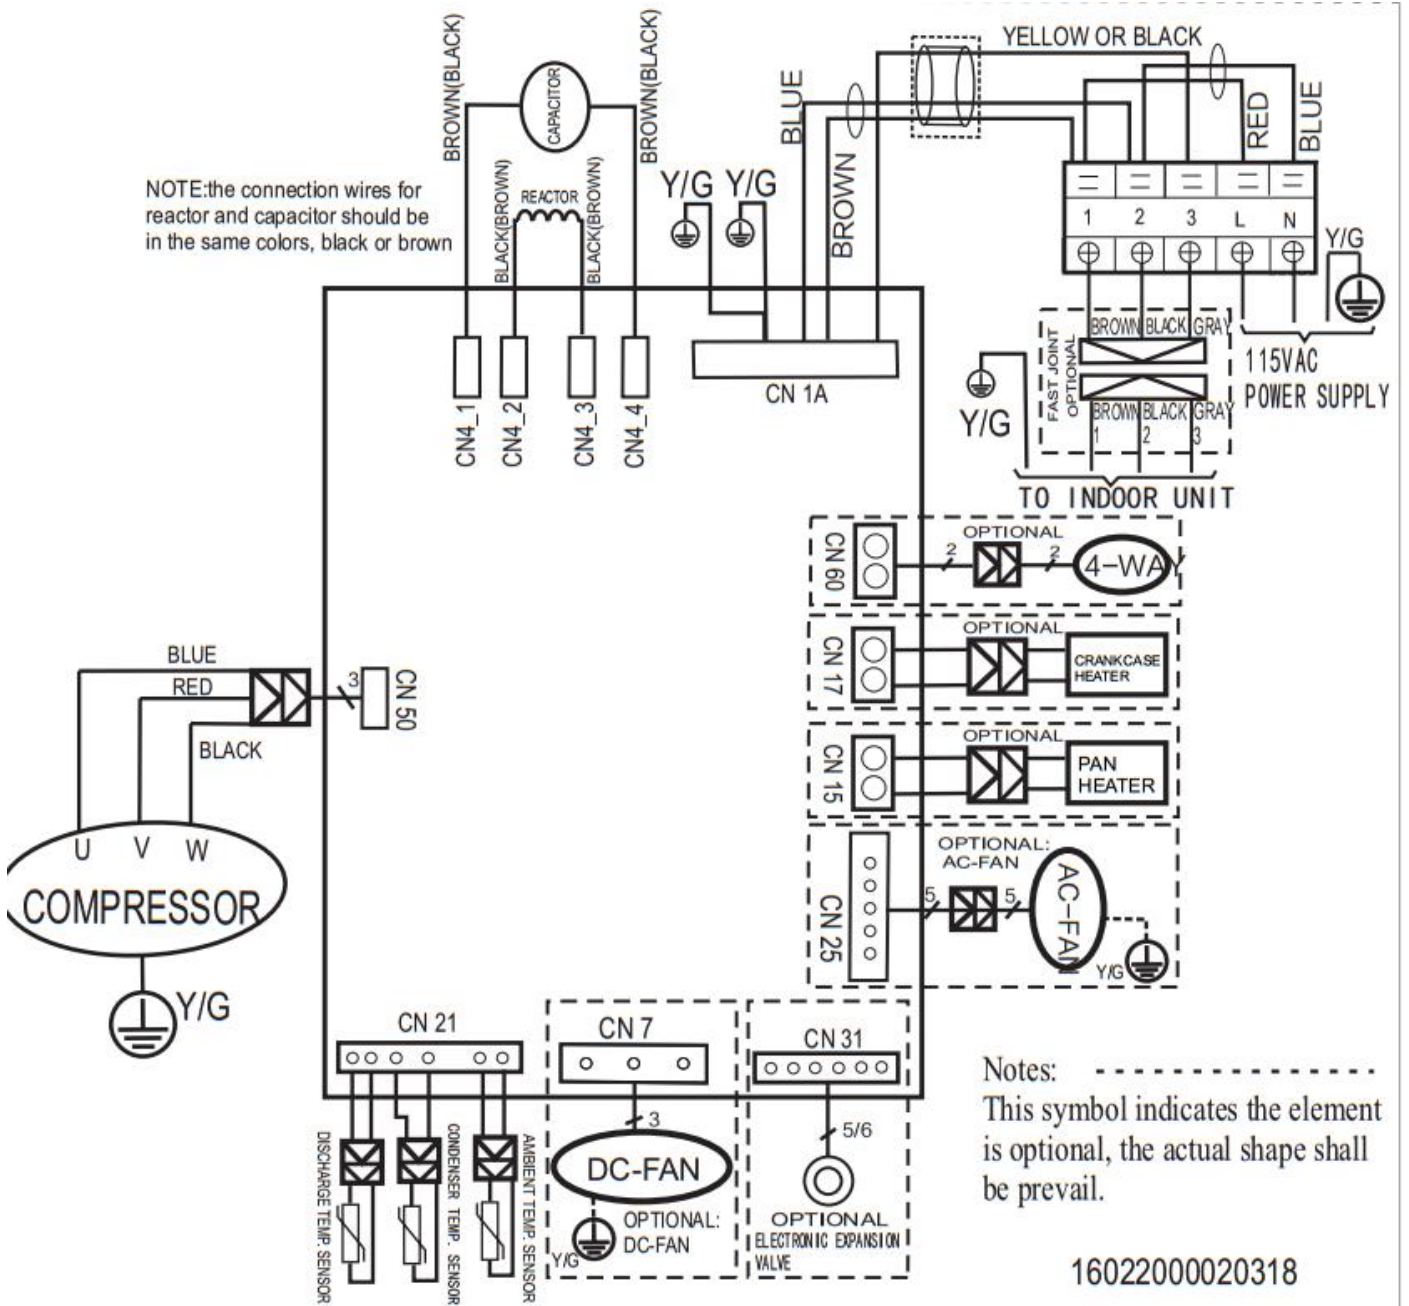 YELLOW OR BLACK
BROWN(BLACK)
CAPACITOR
BROWN(BLACK)
BLUE
RED
BLUE
NOTE:the connection wires for
reactor and capacitor should be
in the same colors, black or brown
BLACK(BROWN)
REACTOR
BLACK(BROWN)
Y/G
Y/G
BROWN
1 2 3 L N
Y/G
CN4_1
CN4_2
CN4_3
CN4_4
CN 1A
FAST JOINT
OPTIONAL
BROWN BLACK GRAY
BROWN BLACK GRAY
1 2 3
115VAC
POWER SUPPLY
Y/G
TO INDOOR UNIT
CN 60
OPTIONAL
2
2
4-WAY
CN 17
OPTIONAL
CRANKCASE
HEATER
BLUE
RED
BLACK
3
CN 50
CN 15
OPTIONAL
PAN
HEATER
U V W
COMPRESSOR
Y/G
CN 25
OPTIONAL:
AC-FAN
5
5
AC-FAN
Y/G
CN 21
CN 7
CN 31
DISCHARGE TEMP. SENSOR
CONDENSER TEMP. SENSOR
AMBIENT TEMP. SENSOR
3
DC-FAN
OPTIONAL:
DC-FAN
Y/G
5/6
OPTIONAL
ELECTRONIC EXPANSION
VALVE
Notes: - - - - - - - - - - - - - - - -
This symbol indicates the element
is optional, the actual shape shall
be prevail.
16022000020318